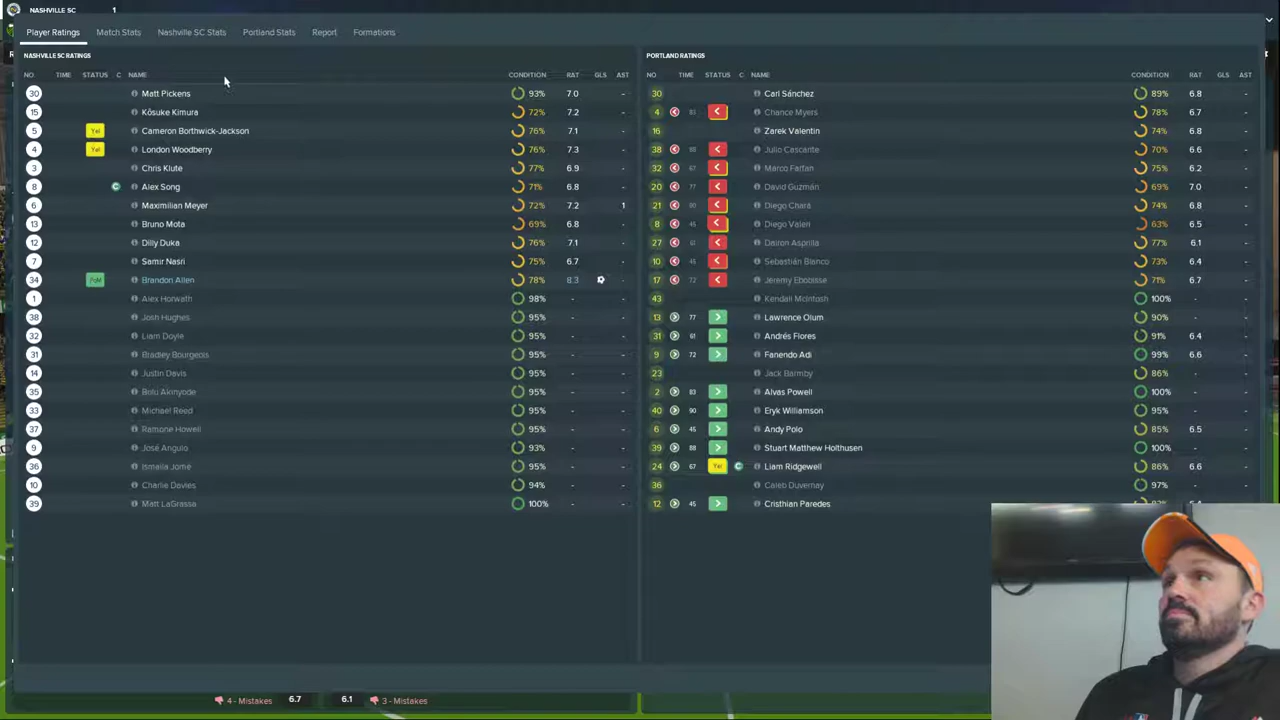 NASHVILLE SC 1
Player Ratings Match Stats Nashville SC Stats Portland Stats Report Formations
NASHVILLE SC RATINGS
NO. TIME STATUS C NAME CONDITION RAT GLS AST
30 Matt Pickens 93% 7.0 - -
15 Kōsuke Kimura 72% 7.2 - -
5 Yel Cameron Borthwick-Jackson 76% 7.1 - -
4 Yel London Woodberry 76% 7.3 - -
3 Chris Klute 77% 6.9 - -
8 C Alex Song 71% 6.8 - -
6 Maximilian Meyer 72% 7.2 - 1
13 Bruno Mota 69% 6.8 - -
12 Dilly Duka 76% 7.1 - -
7 Samir Nasri 75% 6.7 - -
34 PoM Brandon Allen 78% 8.3 -
1 Alex Horwath 98% - - -
38 Josh Hughes 95% - - -
32 Liam Doyle 95% - - -
31 Bradley Bourgeois 95% - - -
14 Justin Davis 95% - - -
35 Bolu Akinyode 95% - - -
33 Michael Reed 95% - - -
37 Ramone Howell 95% - - -
9 José Angulo 93% - - -
36 Ismaila Jomé 95% - - -
10 Charlie Davies 94% - - -
39 Matt LaGrassa 100% - - -
PORTLAND RATINGS
NO. TIME STATUS C NAME CONDITION RAT GLS AST
30 Carl Sánchez 89% 6.8 - -
4 83 Chance Myers 78% 6.7 - -
16 Zarek Valentin 74% 6.8 - -
38 88 Julio Cascante 70% 6.6 - -
32 67 Marco Farfan 75% 6.2 - -
20 77 David Guzmán 69% 7.0 - -
21 90 Diego Chará 74% 6.8 - -
8 45 Diego Valeri 63% 6.5 - -
27 61 Dairon Asprilla 77% 6.1 - -
10 45 Sebastián Blanco 73% 6.4 - -
17 72 Jeremy Ebobisse 71% 6.7 - -
43 Kendall McIntosh 100% - - -
13 77 Lawrence Olum 90% - - -
31 61 Andrés Flores 91% 6.4 - -
9 72 Fanendo Adi 99% 6.6 - -
23 Jack Barmby 86% - - -
2 83 Alvas Powell 100% - - -
40 90 Eryk Williamson 95% - - -
6 45 Andy Polo 85% 6.5 - -
39 88 Stuart Matthew Holthusen 100% - - -
24 67 Yel C Liam Ridgewell 86% 6.6 - -
36 Caleb Duvernay 97% - - -
12 45 Cristhian Paredes
4 - Mistakes 6.7 6.1 3 - Mistakes